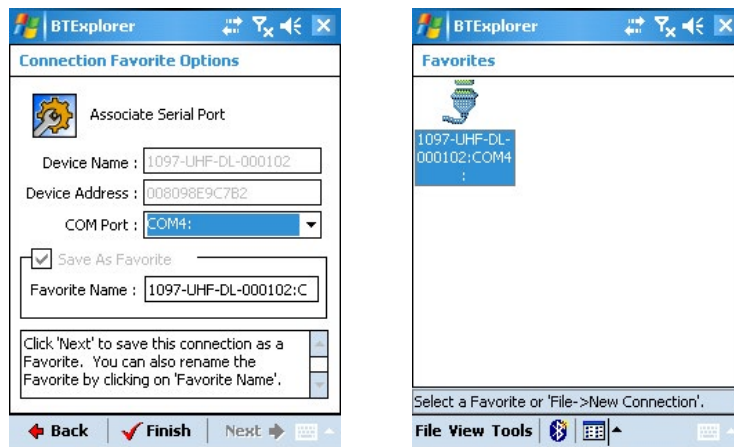 BTExplorer
Connection Favorite Options
Associate Serial Port
Device Name : 1097-UHF-DL-000102
Device Address : 008098E9C7B2
COM Port : COM4:
Save As Favorite
Favorite Name : 1097-UHF-DL-000102:C
Click 'Next' to save this connection as a
Favorite. You can also rename the
Favorite by clicking on 'Favorite Name'.
Back Finish Next
BTExplorer
Favorites
1097-UHF-DL-
000102:COM4
:
Select a Favorite or 'File->New Connection'.
File View Tools